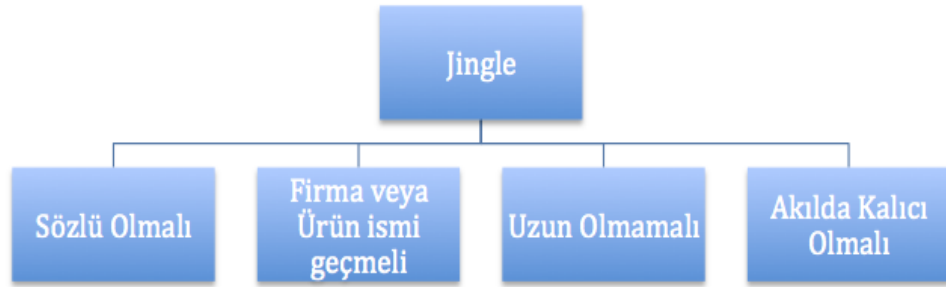 Jingle
Sözlü Olmalı
Firma veya
Ürün ismi
geçmeli
Uzun Olmamalı
Akılda Kalıcı
Olmalı